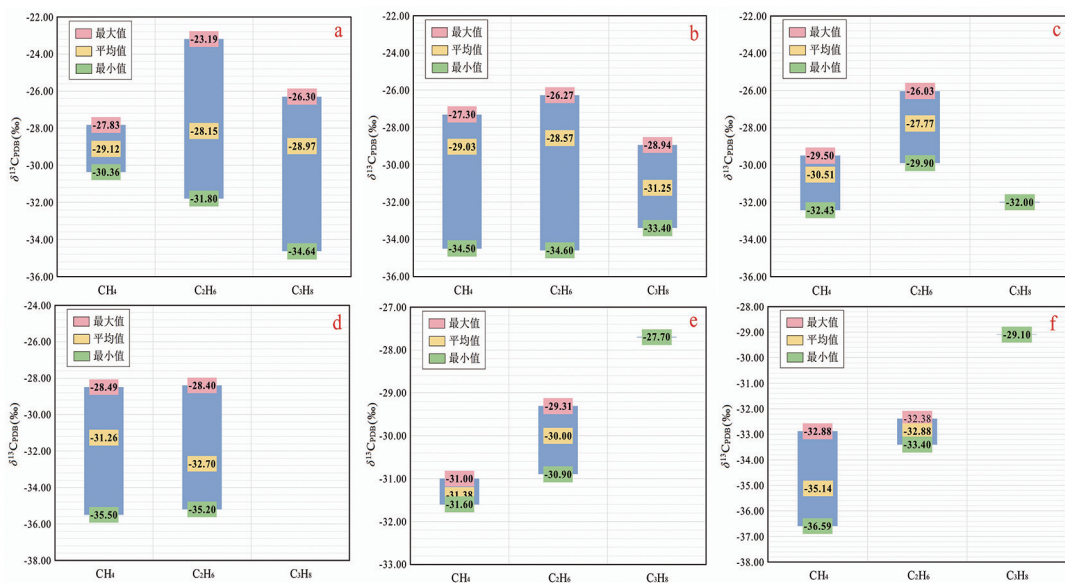 a
最大值
平均值
最小值
δ¹³C_PDB(‰)
-22.00
-24.00
-26.00
-28.00
-30.00
-32.00
-34.00
-36.00
-27.83
-29.12
-30.36
-23.19
-28.15
-31.80
-26.30
-28.97
-34.64
CH₄
C₂H₆
C₃H₈
b
最大值
平均值
最小值
δ¹³C_PDB(‰)
-22.00
-24.00
-26.00
-28.00
-30.00
-32.00
-34.00
-36.00
-27.30
-29.03
-34.50
-26.27
-28.57
-34.60
-28.94
-31.25
-33.40
CH₄
C₂H₆
C₃H₈
c
最大值
平均值
最小值
δ¹³C_PDB(‰)
-22.00
-24.00
-26.00
-28.00
-30.00
-32.00
-34.00
-36.00
-29.50
-30.51
-32.43
-26.03
-27.77
-29.90
-32.00
CH₄
C₂H₆
C₃H₈
d
最大值
平均值
最小值
δ¹³C_PDB(‰)
-24.00
-26.00
-28.00
-30.00
-32.00
-34.00
-36.00
-38.00
-28.49
-31.26
-35.50
-28.40
-32.70
-35.20
CH₄
C₂H₆
C₃H₈
e
最大值
平均值
最小值
δ¹³C_PDB(‰)
-27.00
-28.00
-29.00
-30.00
-31.00
-32.00
-33.00
-31.00
-31.38
-31.60
-29.31
-30.00
-30.90
-27.70
CH₄
C₂H₆
C₃H₈
f
最大值
平均值
最小值
δ¹³C_PDB(‰)
-28.00
-29.00
-30.00
-31.00
-32.00
-33.00
-34.00
-35.00
-36.00
-37.00
-38.00
-32.88
-35.14
-36.59
-32.38
-32.88
-33.40
-29.10
CH₄
C₂H₆
C₃H₈